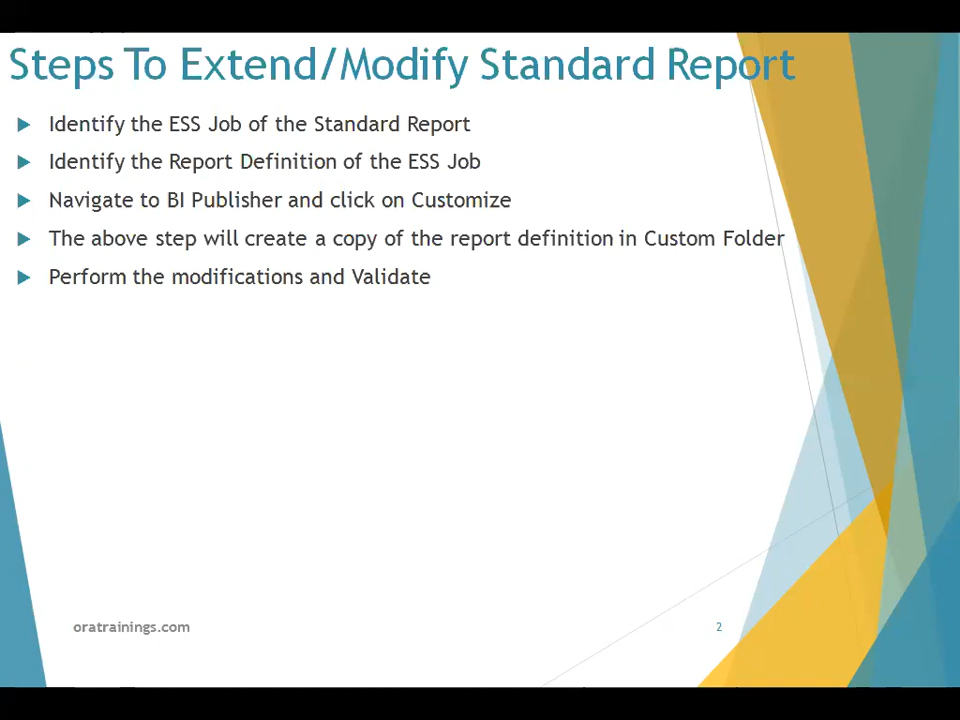 Steps To Extend/Modify Standard Report
Identify the ESS Job of the Standard Report
Identify the Report Definition of the ESS Job
Navigate to BI Publisher and click on Customize
The above step will create a copy of the report definition in Custom Folder
Perform the modifications and Validate
oratrainings.com
2